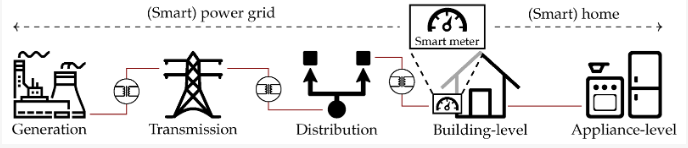 (Smart) power grid
(Smart) home
Smart meter
Generation
Transmission
Distribution
Building-level
Appliance-level